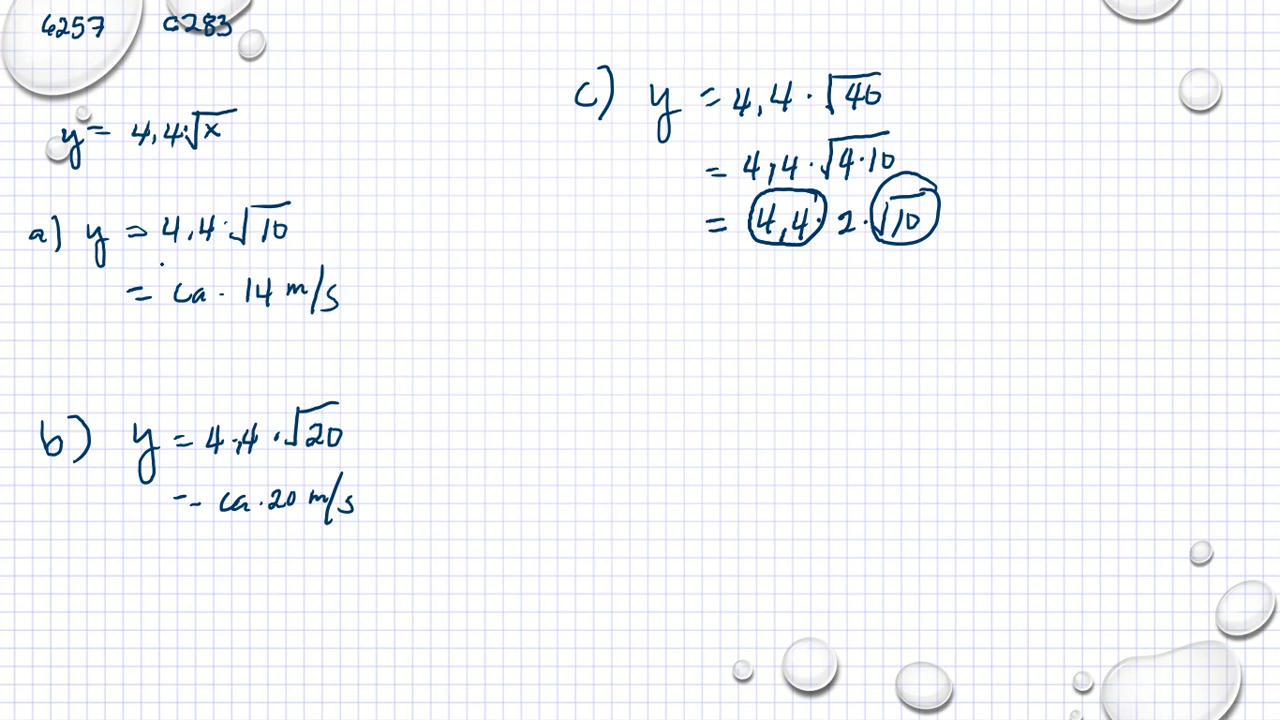 6257 6283
y = 4,4·√x
a) y = 4,4·√10
= ca. 14 m/s
b) y = 4,4·√20
= ca. 20 m/s
c) y = 4,4·√40
= 4,4·√4·10
= 4,4·2·√10